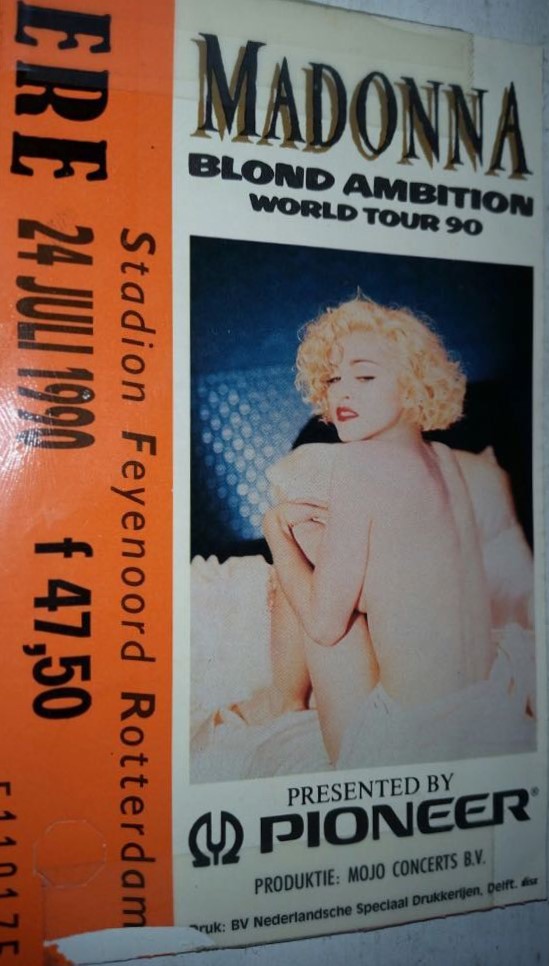 MADONNA
BLOND AMBITION
WORLD TOUR 90
PRESENTED BY
PIONEER®
PRODUKTIE: MOJO CONCERTS B.V.
ruk: BV Nederlandsche Speciaal Drukkerijen, Delft.
ERE
24 JULI 1990 f 47,50
Stadion Feyenoord Rotterdam